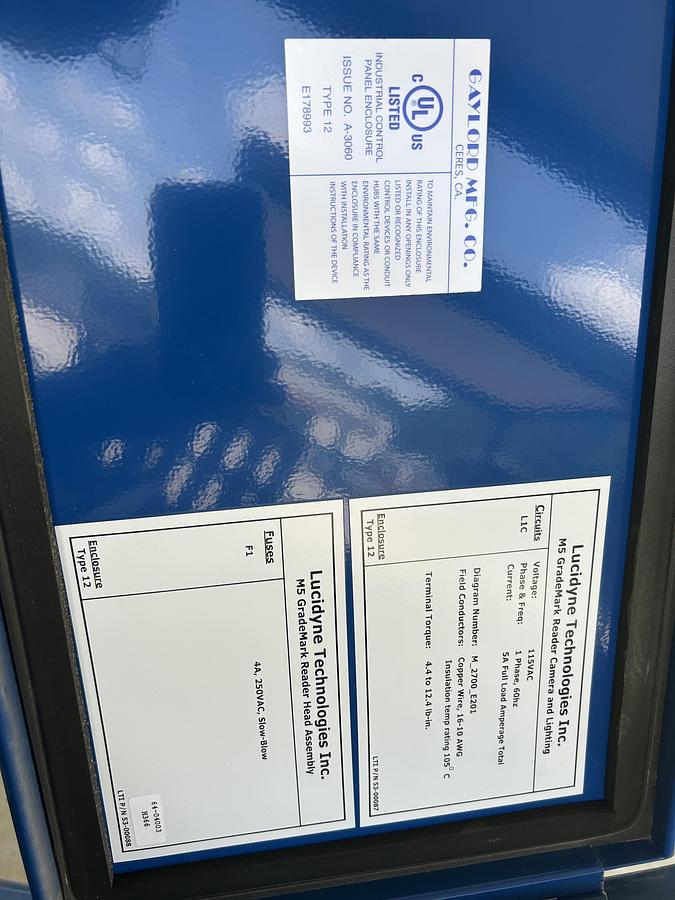 GAYLORD MFG. CO.
CERES, CA.
C UL US
®
LISTED
INDUSTRIAL CONTROL
PANEL ENCLOSURE
ISSUE NO. A-3060
TYPE 12
E178993
TO MAINTAIN ENVIRONMENTAL
RATING OF THIS ENCLOSURE
INSTALL IN ANY OPENINGS ONLY
LISTED OR RECOGNIZED
CONTROL DEVICES OR CONDUIT
HUBS WITH THE SAME
ENVIRONMENTAL RATING AS THE
ENCLOSURE IN COMPLIANCE
WITH INSTALLATION
INSTRUCTIONS OF THE DEVICE
Lucidyne Technologies Inc.
M5 GradeMark Reader Camera and Lighting
Circuits
L1C
Voltage: 115VAC
Phase & Freq: 1 Phase, 60hz
Current: 5A Full Load Amperage Total
Diagram Number: M_2700_E201
Field Conductors: Copper Wire, 16-10 AWG
Insulation temp rating 105° C
Terminal Torque: 4.4 to 12.4 lb-in.
Enclosure
Type 12
LTI P/N 53-00087
Lucidyne Technologies Inc.
M5 GradeMark Reader Head Assembly
Fuses
F1 4A, 250VAC, Slow-Blow
Enclosure
Type 12
64-04003
H366
LTI P/N 53-00088